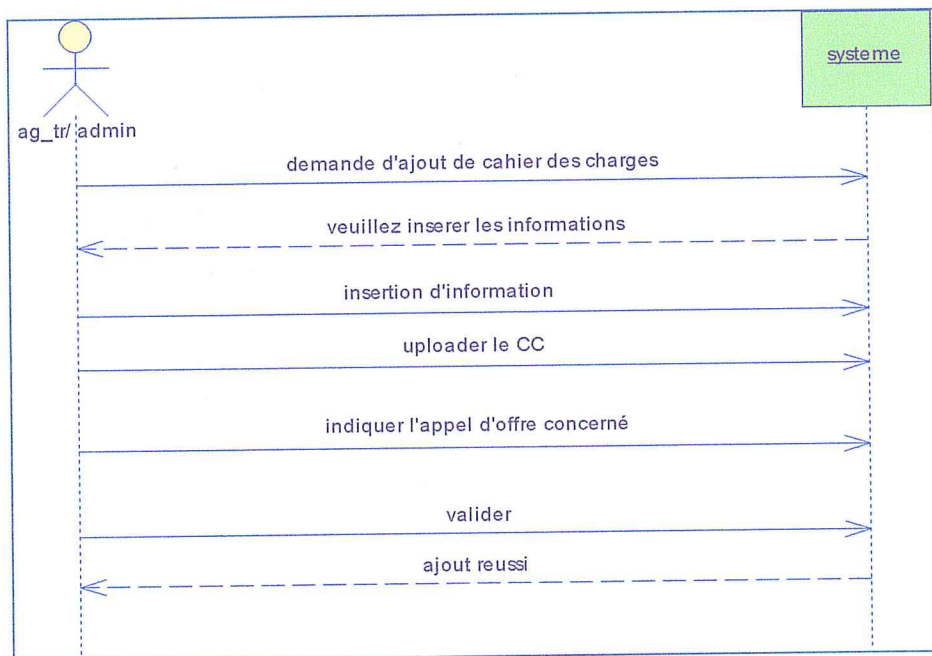 systeme
ag_tr/ admin
demande d'ajout de cahier des charges
veuillez inserer les informations
insertion d'information
uploader le CC
indiquer l'appel d'offre concerné
valider
ajout reussi